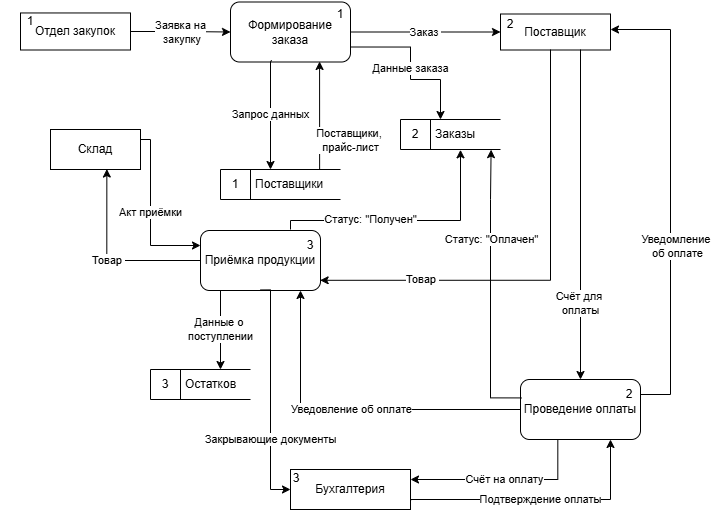 1
Отдел закупок
Заявка на
закупку
1
Формирование
заказа
Заказ
2
Поставщик
Данные заказа
Запрос данных
Поставщики,
прайс-лист
2
Заказы
Склад
1
Поставщики
Акт приёмки
Статус: "Получен"
3
Приёмка продукции
Товар
Статус: "Оплачен"
Уведомление
об оплате
Товар
Счёт для
оплаты
Данные о
поступлении
3
Остатков
2
Проведение оплаты
Уведовление об оплате
Закрывающие документы
3
Бухгалтерия
Счёт на оплату
Подтверждение оплаты